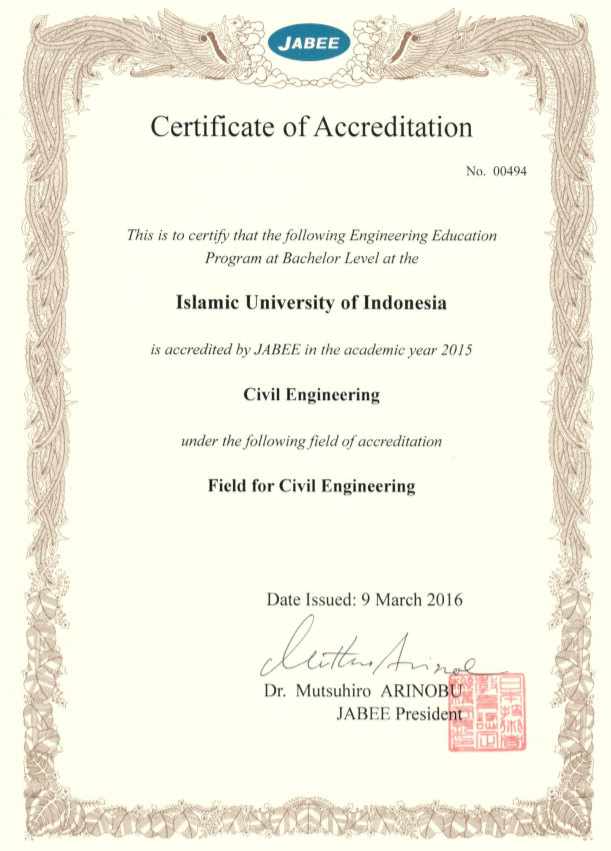 JABEE
Certificate of Accreditation
No. 00494
This is to certify that the following Engineering Education
Program at Bachelor Level at the
Islamic University of Indonesia
is accredited by JABEE in the academic year 2015
Civil Engineering
under the following field of accreditation
Field for Civil Engineering
Date Issued: 9 March 2016
Dr. Mutsuhiro ARINOBU
JABEE President